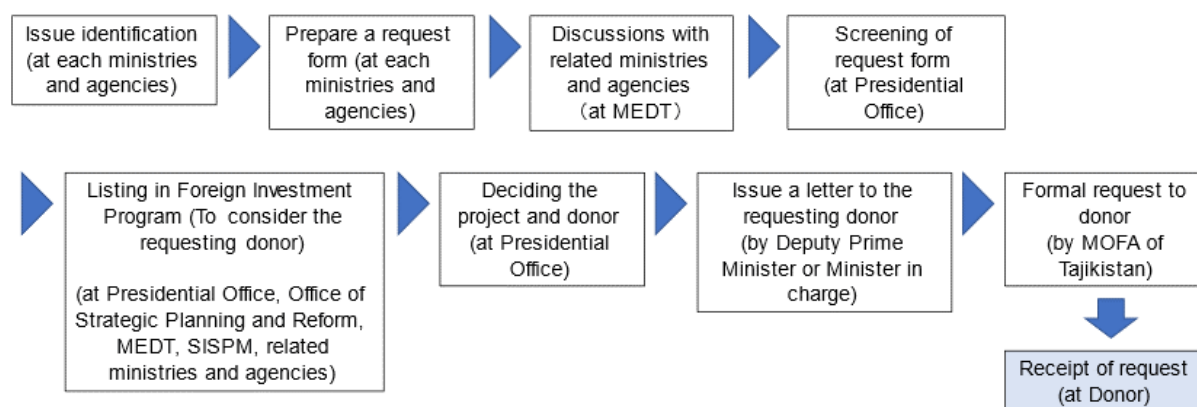 Issue identification
(at each ministries
and agencies)
Prepare a request
form (at each
ministries and
agencies)
Discussions with
related ministries
and agencies
(at MEDT)
Screening of
request form
(at Presidential
Office)
Listing in Foreign Investment
Program (To consider the
requesting donor)
(at Presidential Office, Office of
Strategic Planning and Reform,
MEDT, SISPM, related
ministries and agencies)
Deciding the
project and donor
(at Presidential
Office)
Issue a letter to the
requesting donor
(by Deputy Prime
Minister or Minister in
charge)
Formal request to
donor
(by MOFA of
Tajikistan)
Receipt of request
(at Donor)